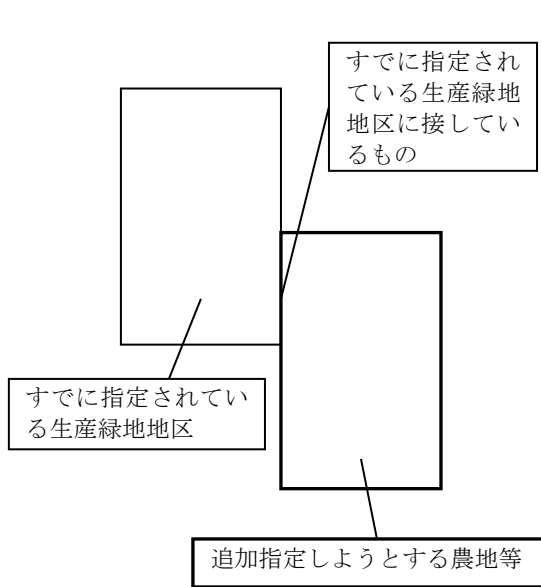 すでに指定され
ている生産緑地
地区に接してい
るもの
すでに指定されてい
る生産緑地地区
追加指定しようとする農地等